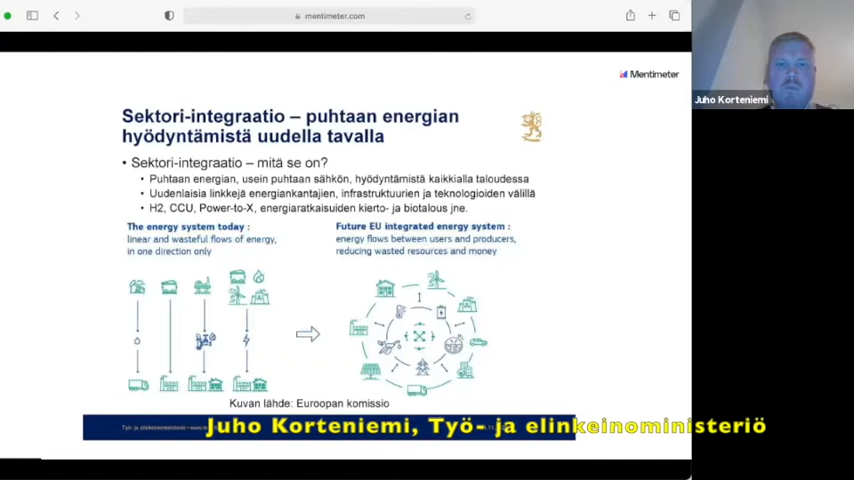 mentimeter.com
Mentimeter
Juho Korteniemi
Sektori-integraatio – puhtaan energian
hyödyntämistä uudella tavalla
• Sektori-integraatio – mitä se on?
• Puhtaan energian, usein puhtaan sähkön, hyödyntämistä kaikkialla taloudessa
• Uudenlaisia linkkejä energiankantajien, infrastruktuurien ja teknologioiden välillä
• H2, CCU, Power-to-X, energiaratkaisuiden kierto- ja biotalous jne.
The energy system today :
linear and wasteful flows of energy,
in one direction only
Future EU integrated energy system :
energy flows between users and producers,
reducing wasted resources and money
Kuvan lähde: Euroopan komissio
Työ- ja elinkeinoministeriö •
Juho Korteniemi, Työ- ja elinkeinoministeriö